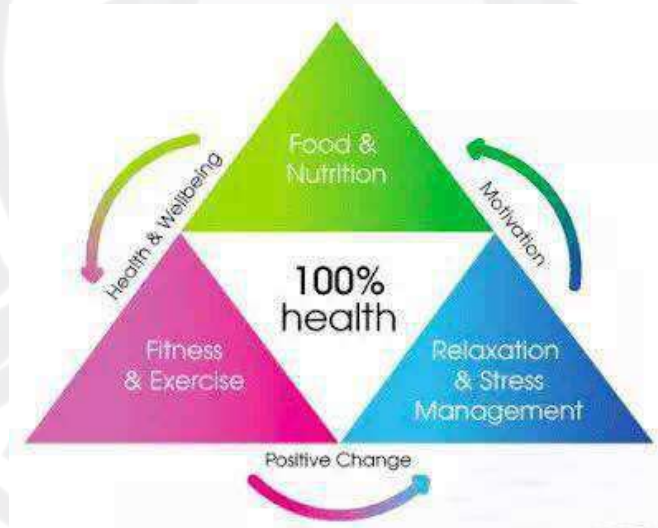 Food &
Nutrition
Health & Wellbeing
Motivation
100%
health
Fitness
& Exercise
Relaxation
& Stress
Management
Positive Change